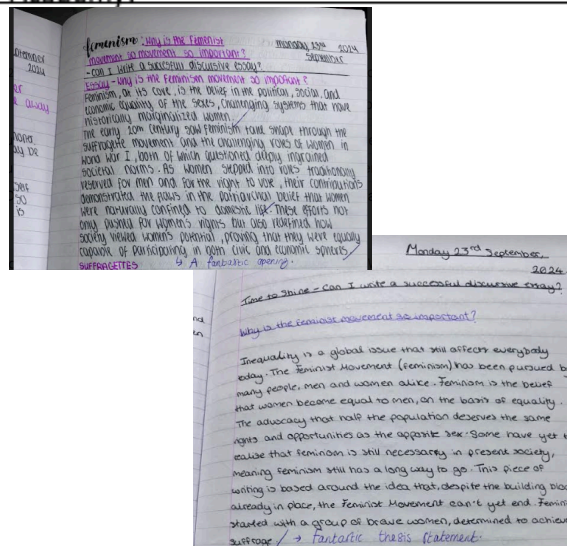 feminism: Why is the Feminist
movement so important?
monday 23rd 2024
September
- can I write a succesfull discursive essay?
Essay - why is the Feminism movement so important?
Feminism, at its core, is the belief in the political, social, and
economic equality of the sexes, challenging systems that have
historically marginalized women.
The early 20th century saw feminism take shape through the
suffragette movement and the challenging roles of women in
world war I, both of which questioned deeply ingrained
societal norms. As women stepped into roles traditionally
reserved for men and for the right to vote, their contributions
demonstrated the flaws in the patriarchal belief that women
were naturally confined to domestic life. These efforts not
only pushed for women's rights but also redefined how
society viewed women's potential, proving that they were equally
capable of participating in both civic and economic spheres.
SUFFRAGETTES
↳ A fantastic opening.
Monday 23rd September
2024
Time to Shine - Can I write a successful discursive essay?
Why is the feminist movement so important?
Inequality is a global issue that still affects everybody
today. The Feminist Movement (feminism) has been pursued b
many people, men and women alike. Feminism is the belief
that women become equal to men, on the basis of equality.
The advocacy that half the population deserves the same
rights and opportunities as the opposite sex. Some have yet t
realise that feminism is still necessary in present society,
meaning feminism still has a long way to go. This piece of
writing is based around the idea that, despite the building bloc
already in place, the Feminist Movement can't yet end. Femini
started with a group of brave women, determined to achieve
suffrage. → Fantastic thesis statement.